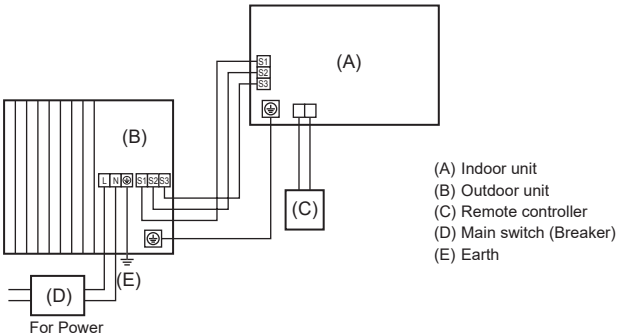 S1
S2
S3
(A)
(B)
L N S1 S2 S3
(C)
(E)
(D)
For Power
(A) Indoor unit
(B) Outdoor unit
(C) Remote controller
(D) Main switch (Breaker)
(E) Earth